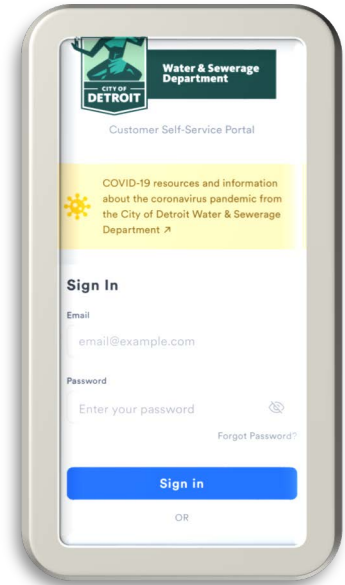 Water & Sewerage
Department
CITY OF
DETROIT
Customer Self-Service Portal
COVID-19 resources and information
about the coronavirus pandemic from
the City of Detroit Water & Sewerage
Department ↗
Sign In
Email
email@example.com
Password
Enter your password
Forgot Password?
Sign in
OR